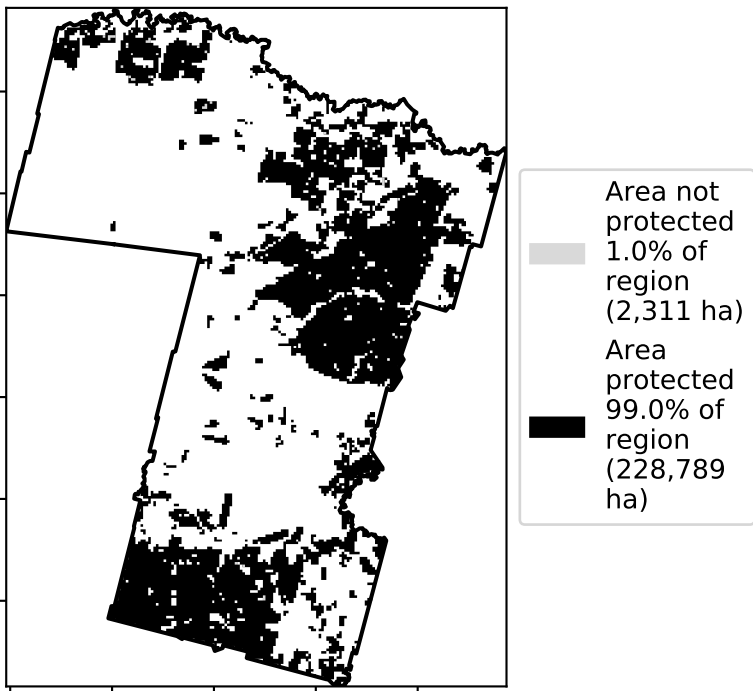 Area not
protected
1.0% of
region
(2,311 ha)
Area
protected
99.0% of
region
(228,789
ha)